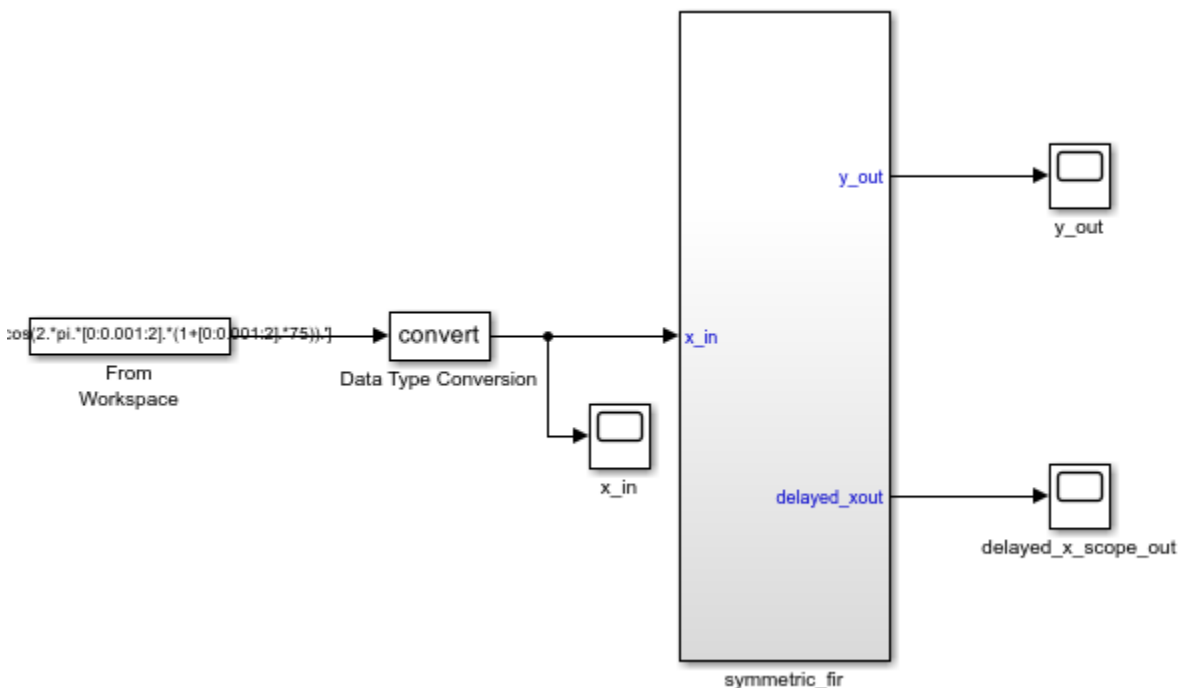 y_out
y_out
cos(2.*pi.*[0:0.001:2].*(1+[0:0.001:2].*75)).']
convert
x_in
From
Workspace
Data Type Conversion
x_in
delayed_xout
delayed_x_scope_out
symmetric_fir